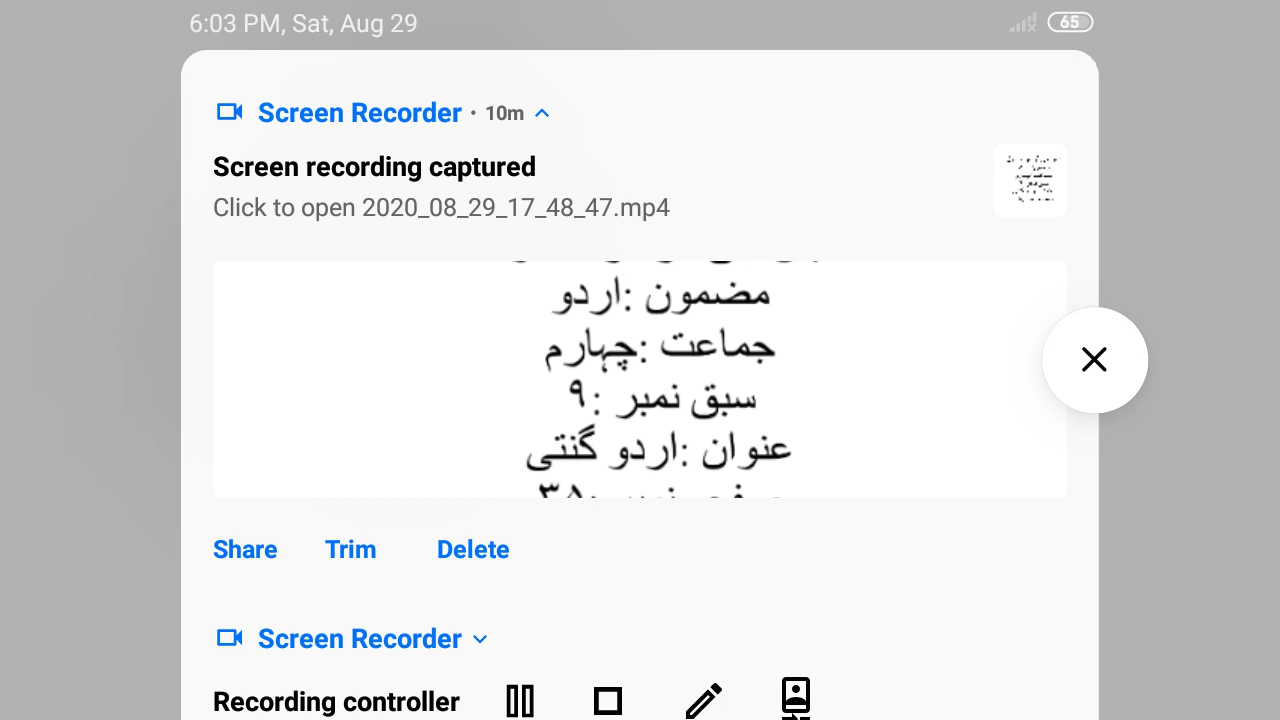 6:03 PM, Sat, Aug 29
65
Screen Recorder · 10m
Screen recording captured
Click to open 2020_08_29_17_48_47.mp4
مضمون :اردو
جماعت :چہارم
سبق نمبر :۹
عنوان :اردو گنتی
Share Trim Delete
Screen Recorder
Recording controller